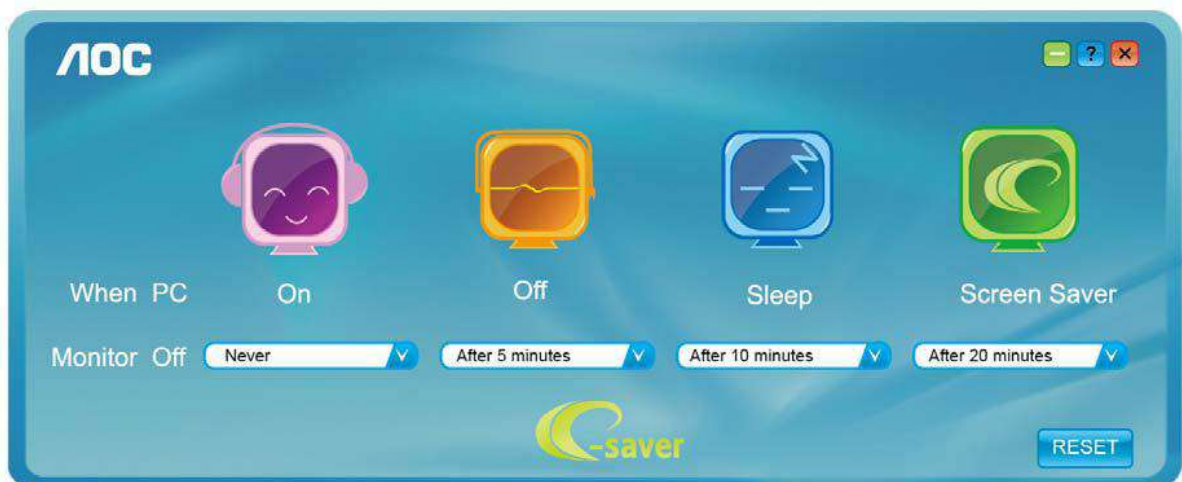 AOC
?
When PC On Off Sleep Screen Saver
Monitor Off Never After 5 minutes After 10 minutes After 20 minutes
e-saver
RESET